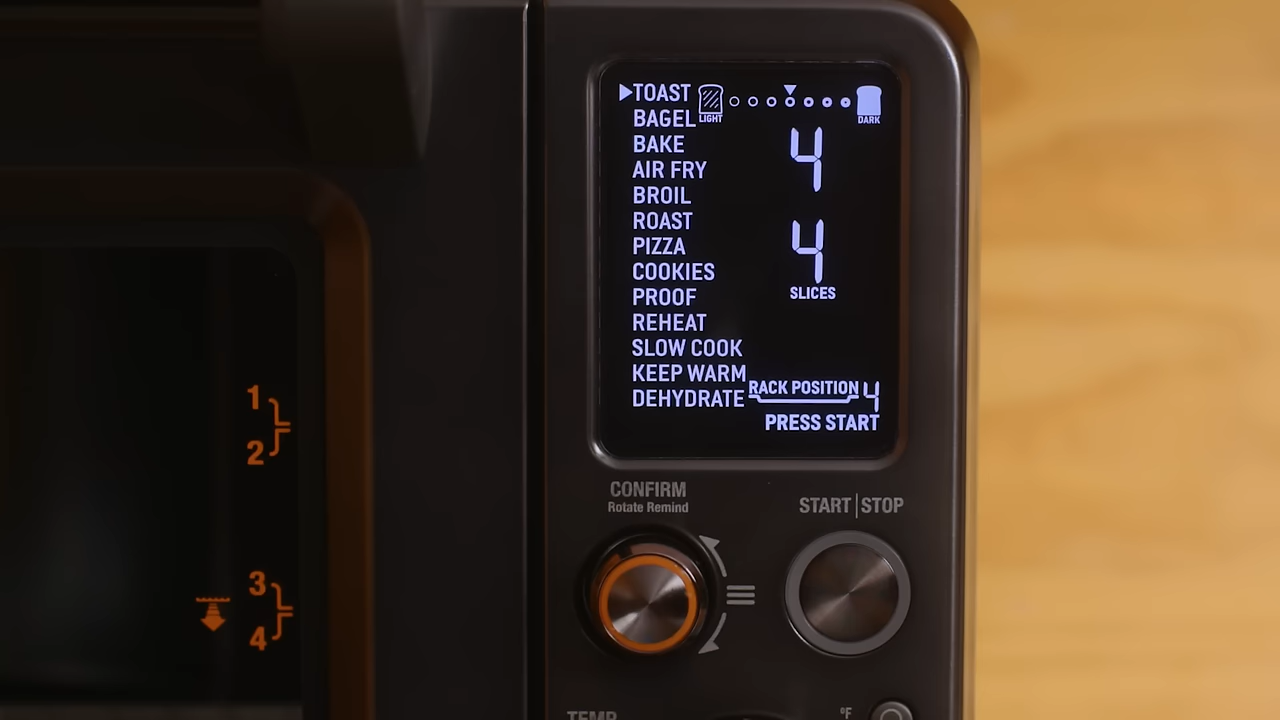 TOAST
LIGHT
DARK
BAGEL
BAKE
4
AIR FRY
BROIL
ROAST
PIZZA
4
COOKIES
SLICES
PROOF
REHEAT
SLOW COOK
KEEP WARM
DEHYDRATE
RACK POSITION 4
PRESS START
1
2
3
4
CONFIRM
Rotate Remind
START|STOP
TEMP
°F